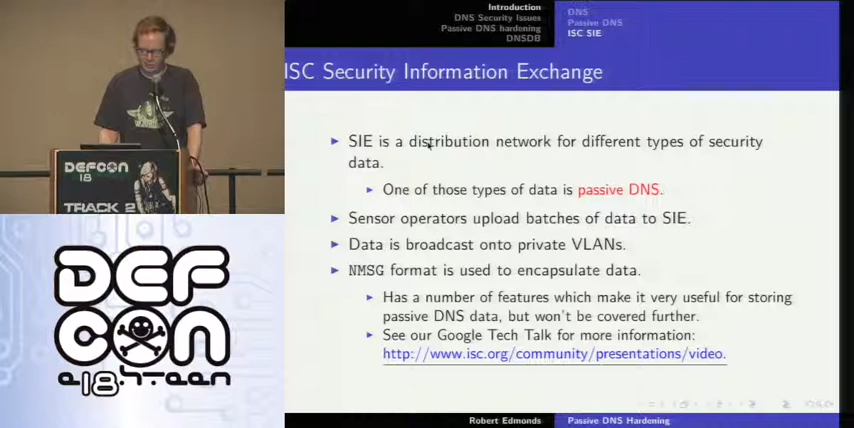 Introduction
DNS Security Issues
Passive DNS hardening
DNSDB
DNS
Passive DNS
ISC SIE
ISC Security Information Exchange
SIE is a distribution network for different types of security
data.
One of those types of data is passive DNS.
Sensor operators upload batches of data to SIE.
Data is broadcast onto private VLANs.
NMSG format is used to encapsulate data.
Has a number of features which make it very useful for storing
passive DNS data, but won't be covered further.
See our Google Tech Talk for more information:
http://www.isc.org/community/presentations/video.
Robert Edmonds
Passive DNS Hardening
DEFCON
18
TRACK 2
DEF
CON
e18hteen